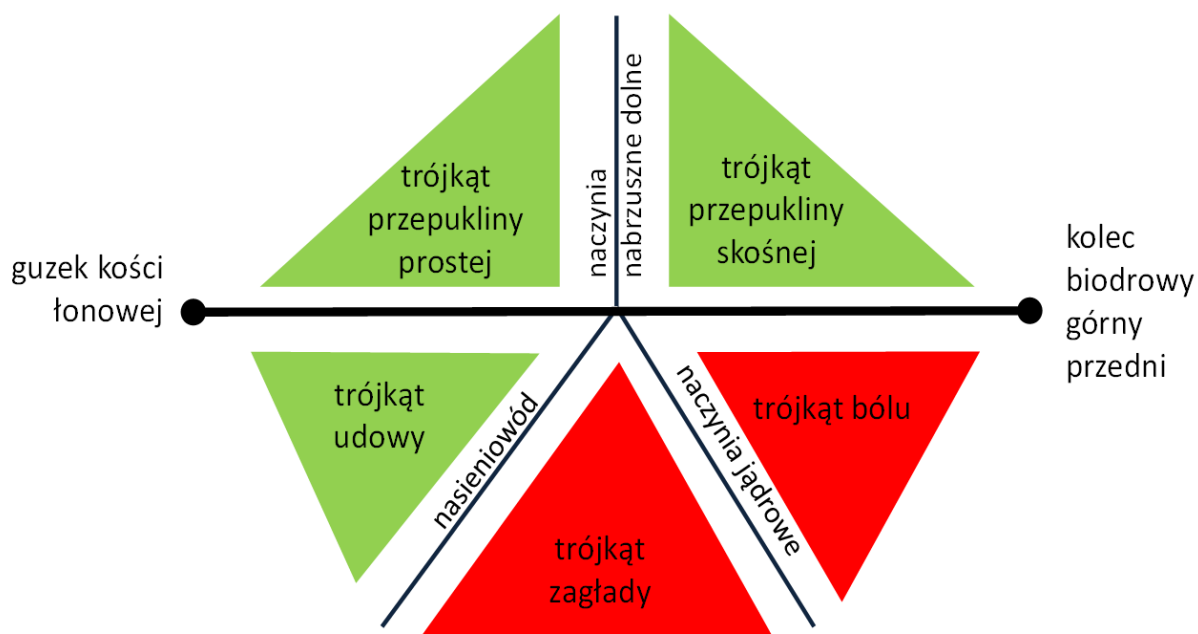 trójkąt
przepukliny
prostej
naczynia
nabrzuszne dolne
trójkąt
przepukliny
skośnej
guzek kości
łonowej
kolec
biodrowy
górny
przedni
trójkąt
udowy
nasieniowód
trójkąt
zagłady
naczynia jądrowe
trójkąt bólu